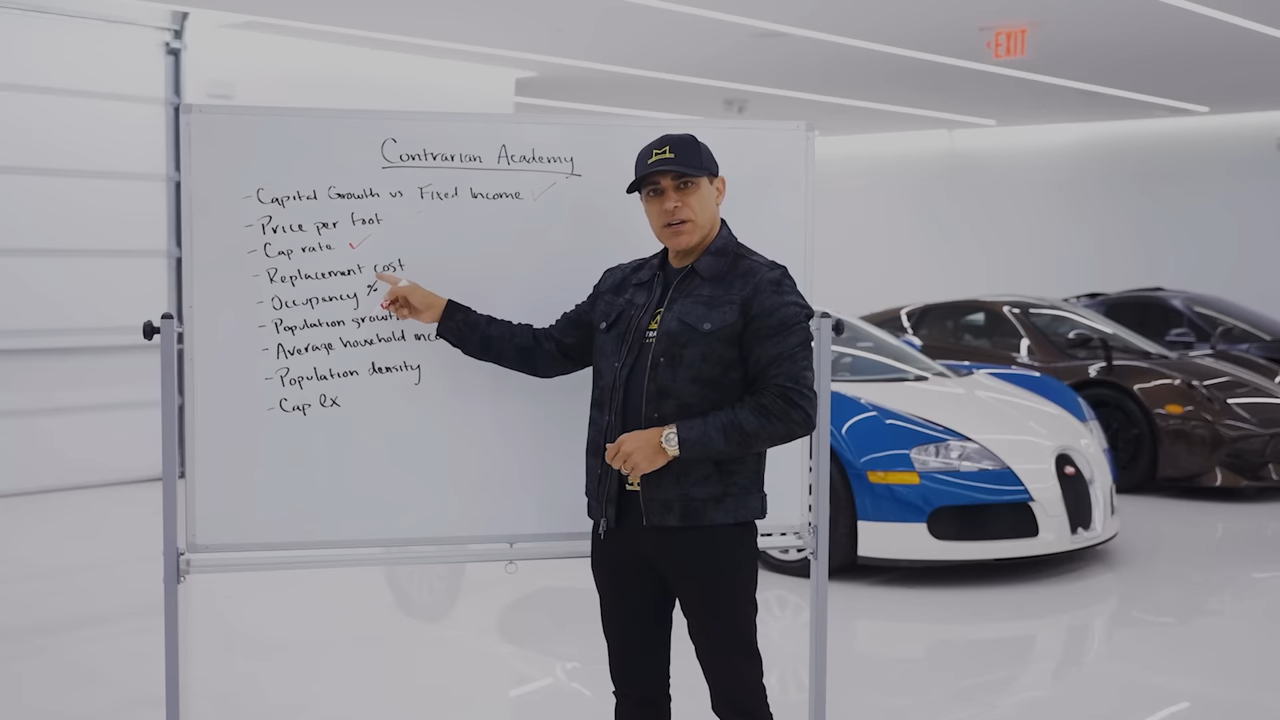 EXIT
Contrarian Academy
- Capital Growth vs Fixed Income ✓
- Price per foot
- Cap rate ✓
- Replacement cost
- Occupancy %
- Population growth
- Average household
- Population density
- Cap Ex